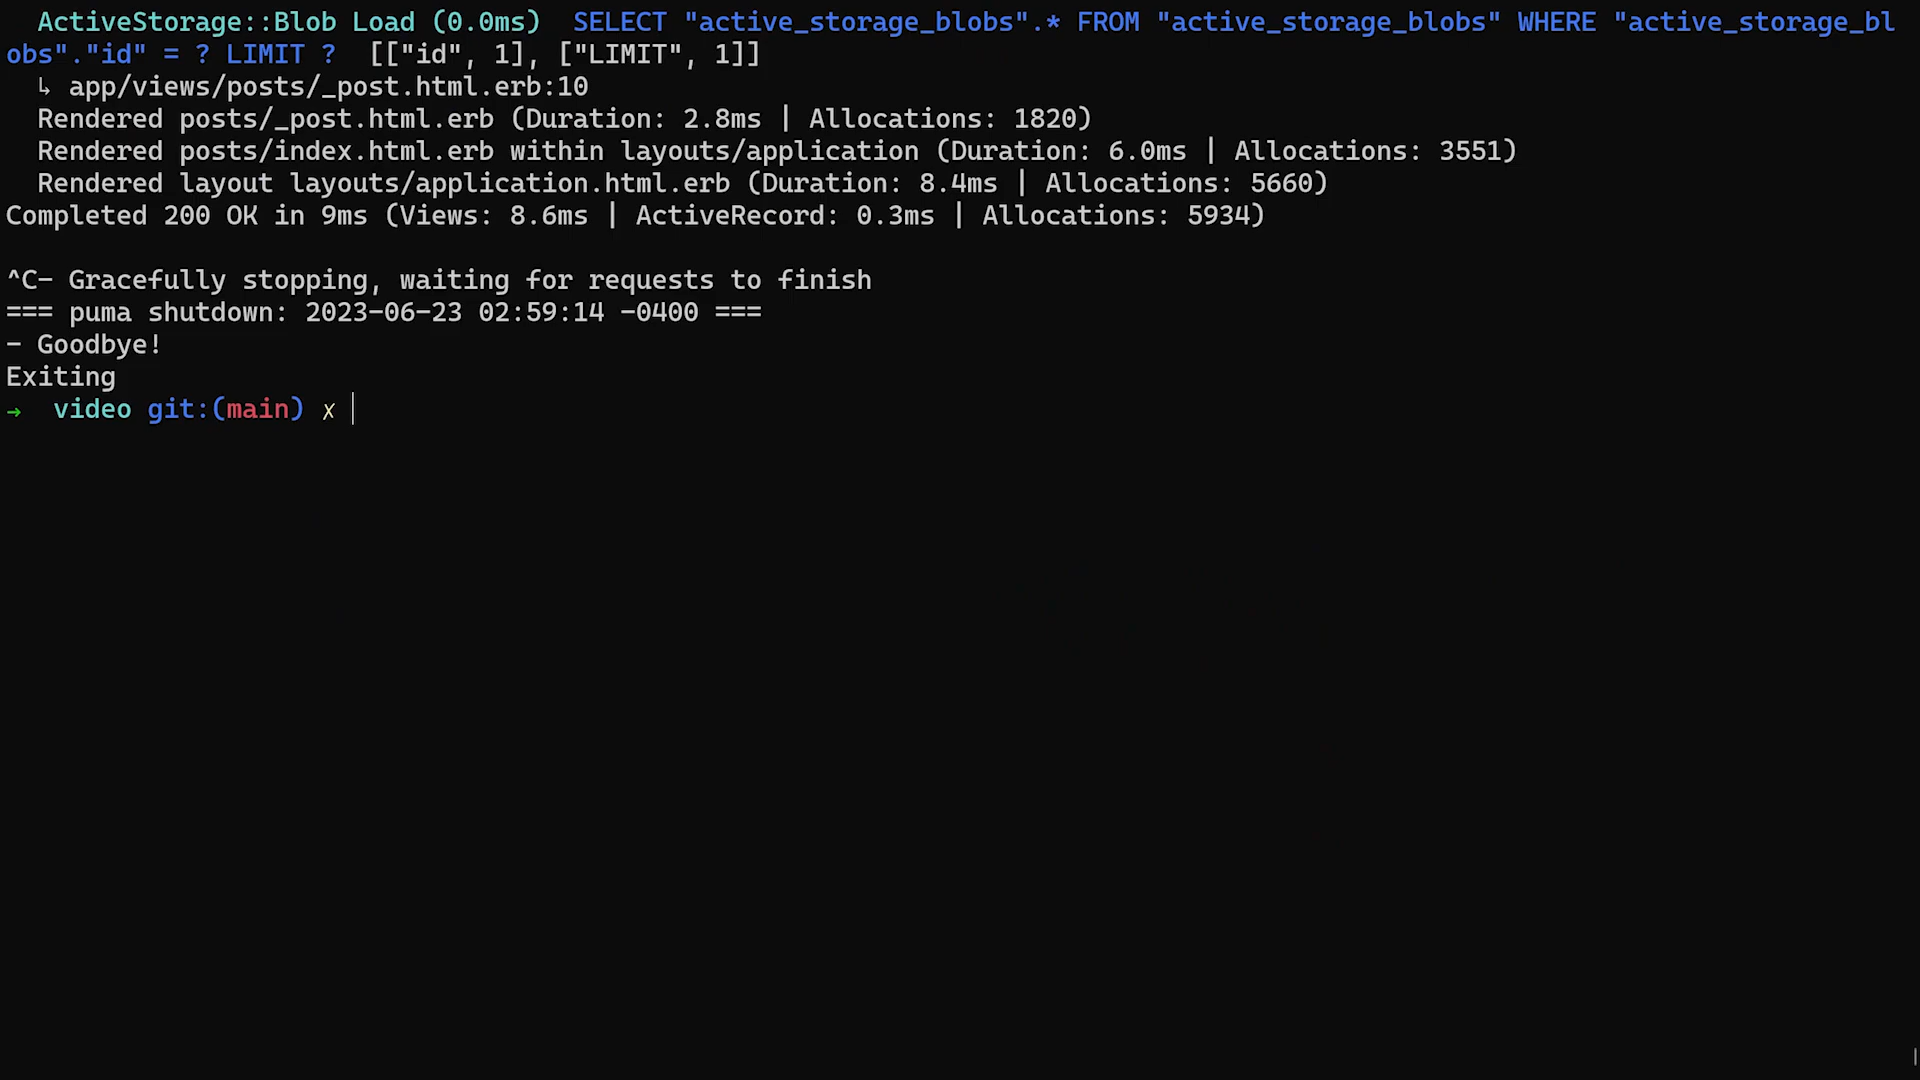 ActiveStorage::Blob Load (0.0ms)  SELECT "active_storage_blobs".* FROM "active_storage_blobs" WHERE "active_storage_bl
obs"."id" = ? LIMIT ?  [["id", 1], ["LIMIT", 1]]
↳ app/views/posts/_post.html.erb:10
Rendered posts/_post.html.erb (Duration: 2.8ms | Allocations: 1820)
Rendered posts/index.html.erb within layouts/application (Duration: 6.0ms | Allocations: 3551)
Rendered layout layouts/application.html.erb (Duration: 8.4ms | Allocations: 5660)
Completed 200 OK in 9ms (Views: 8.6ms | ActiveRecord: 0.3ms | Allocations: 5934)
^C- Gracefully stopping, waiting for requests to finish
=== puma shutdown: 2023-06-23 02:59:14 -0400 ===
- Goodbye!
Exiting
→  video git:(main) ✗